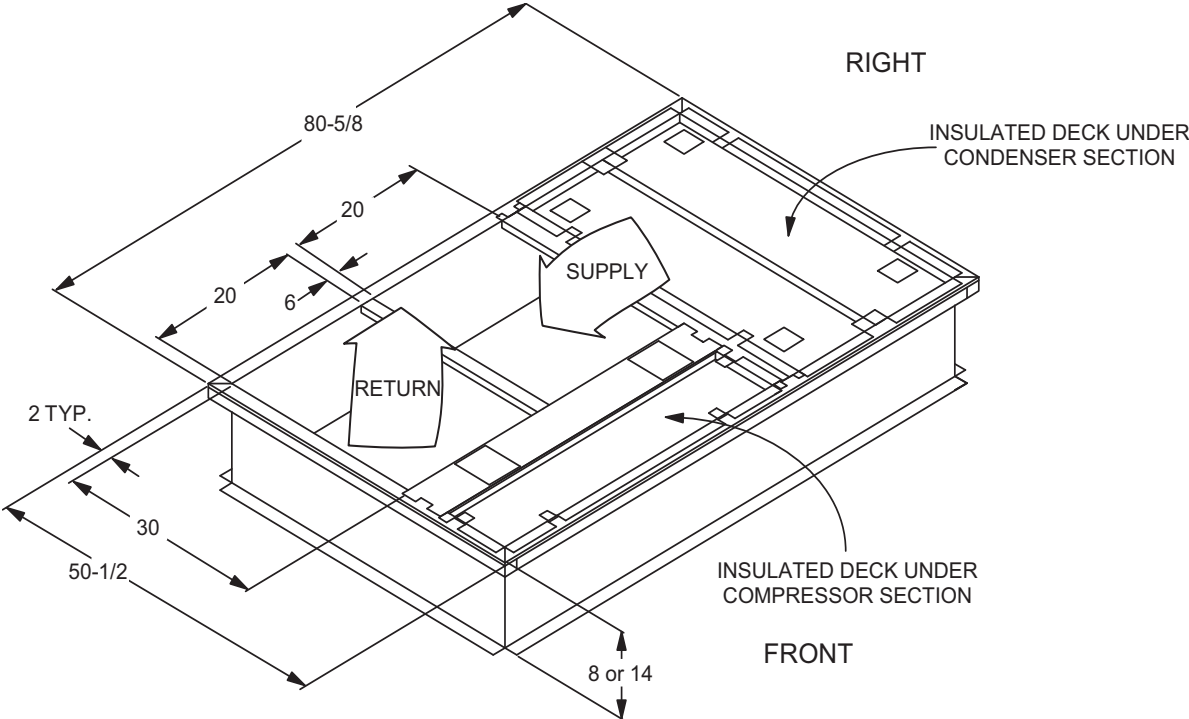 RIGHT
80-5/8
INSULATED DECK UNDER
CONDENSER SECTION
20
SUPPLY
20
6
RETURN
2 TYP.
30
50-1/2
INSULATED DECK UNDER
COMPRESSOR SECTION
FRONT
8 or 14